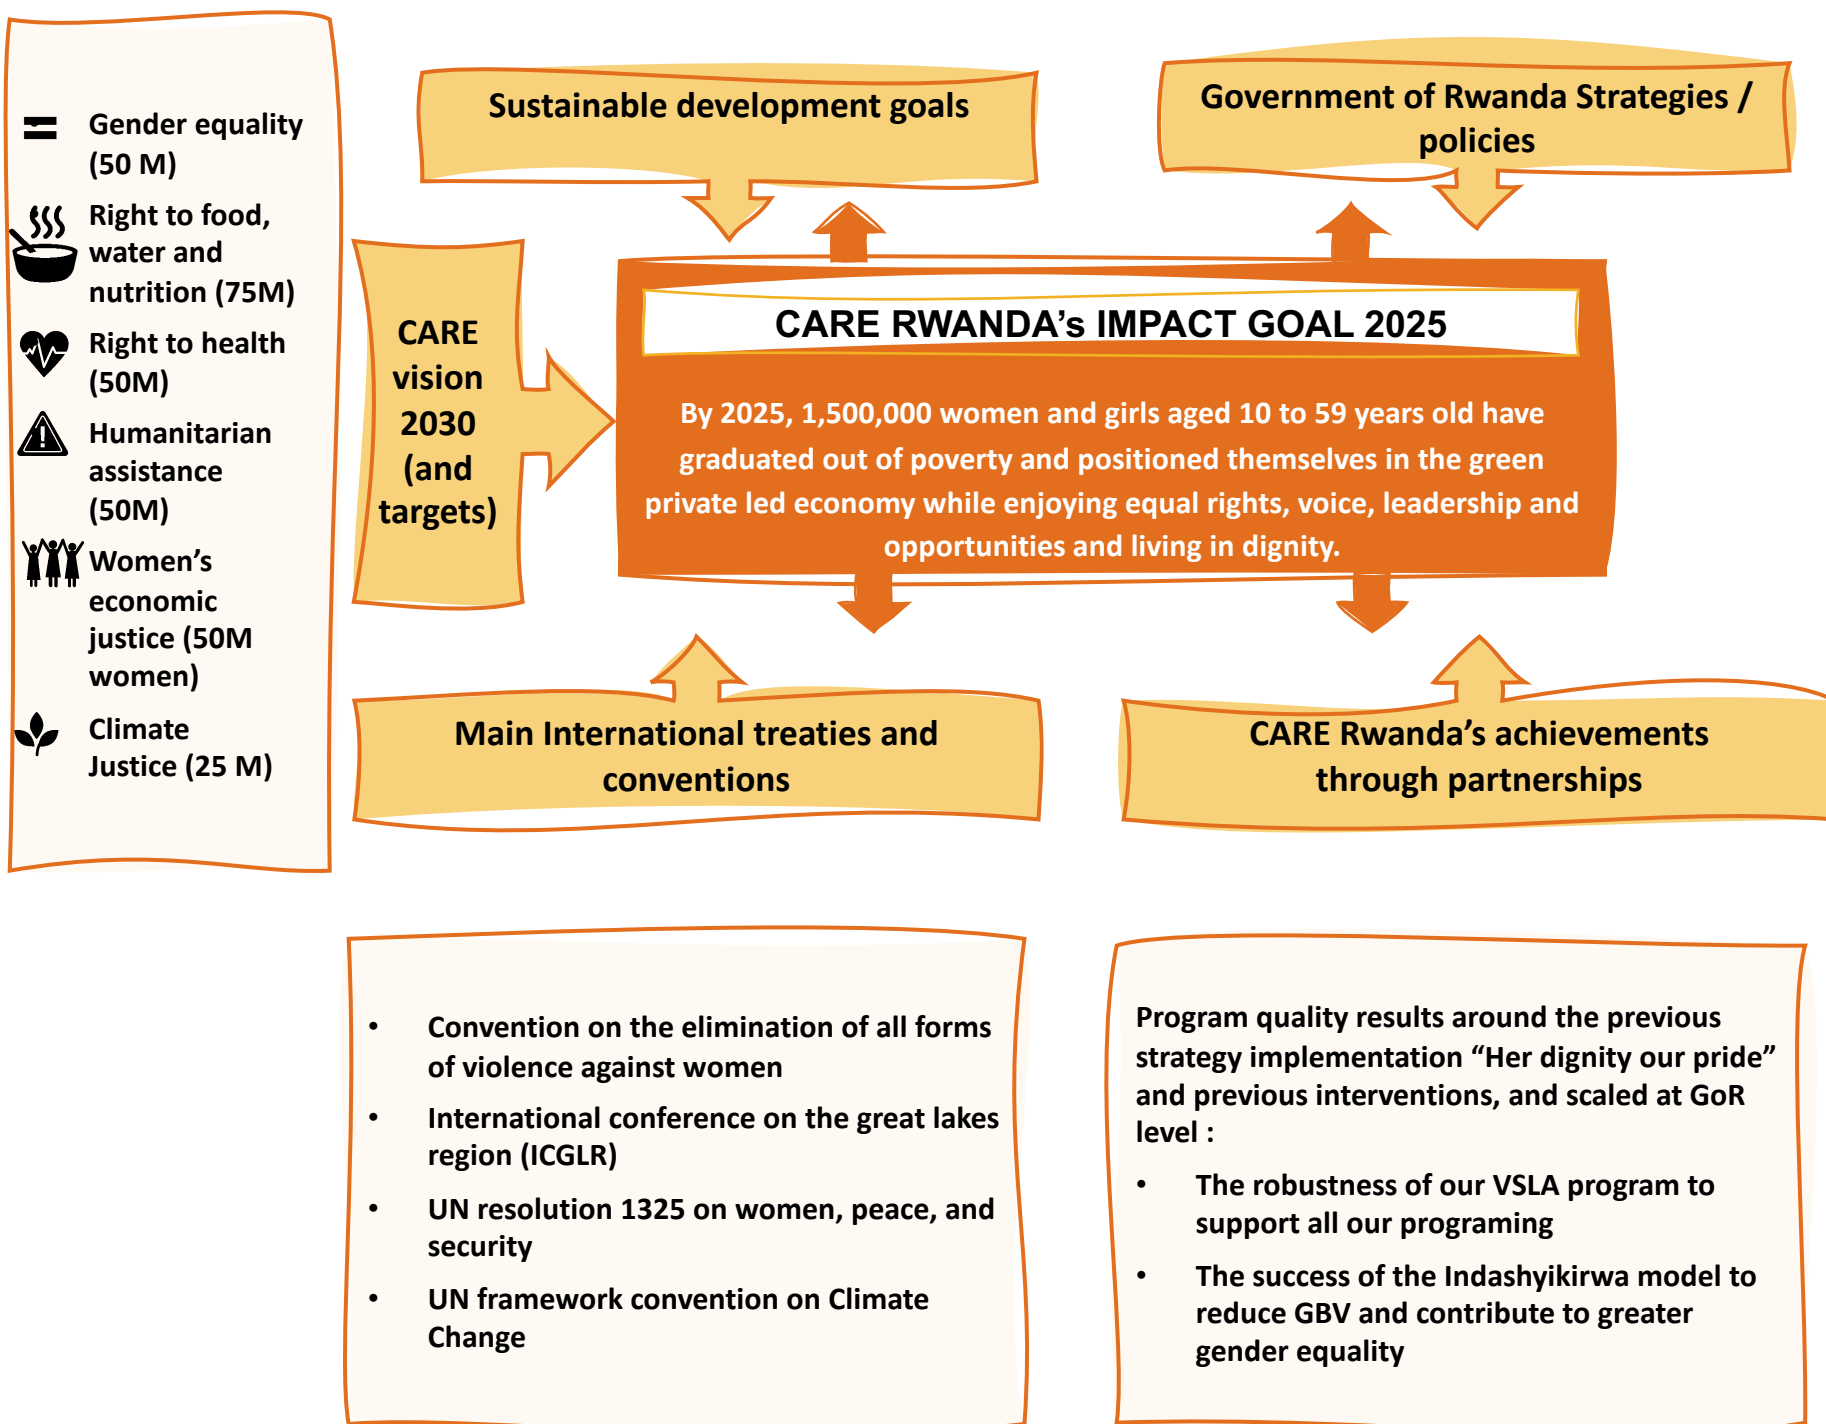 Gender equality
(50 M)
Right to food,
water and
nutrition (75M)
Right to health
(50M)
Humanitarian
assistance
(50M)
Women’s
economic
justice (50M
women)
Climate
Justice (25 M)
Sustainable development goals
Government of Rwanda Strategies /
policies
CARE
vision
2030
(and
targets)
CARE RWANDA’s IMPACT GOAL 2025
By 2025, 1,500,000 women and girls aged 10 to 59 years old have
graduated out of poverty and positioned themselves in the green
private led economy while enjoying equal rights, voice, leadership and
opportunities and living in dignity.
Main International treaties and
conventions
CARE Rwanda’s achievements
through partnerships
• Convention on the elimination of all forms
of violence against women
• International conference on the great lakes
region (ICGLR)
• UN resolution 1325 on women, peace, and
security
• UN framework convention on Climate
Change
Program quality results around the previous
strategy implementation “Her dignity our pride”
and previous interventions, and scaled at GoR
level :
• The robustness of our VSLA program to
support all our programing
• The success of the Indashyikirwa model to
reduce GBV and contribute to greater
gender equality